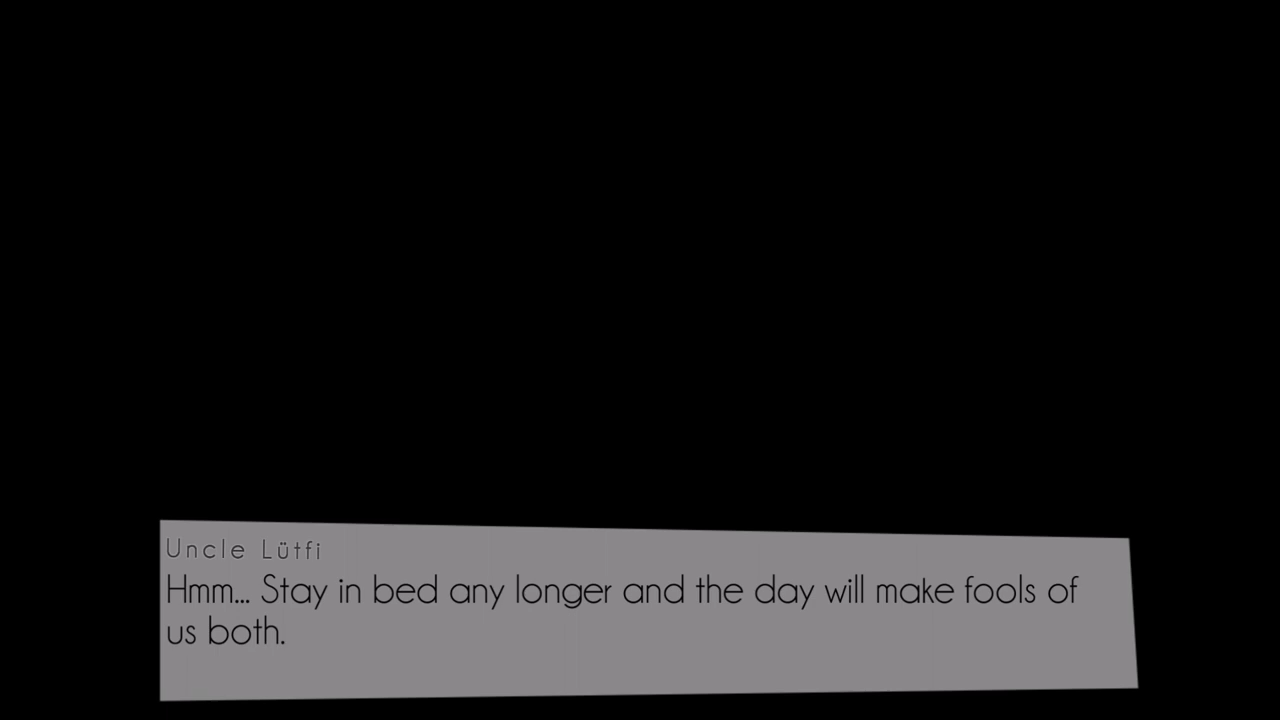 Uncle Lütfi
Hmm... Stay in bed any longer and the day will make fools of
us both.